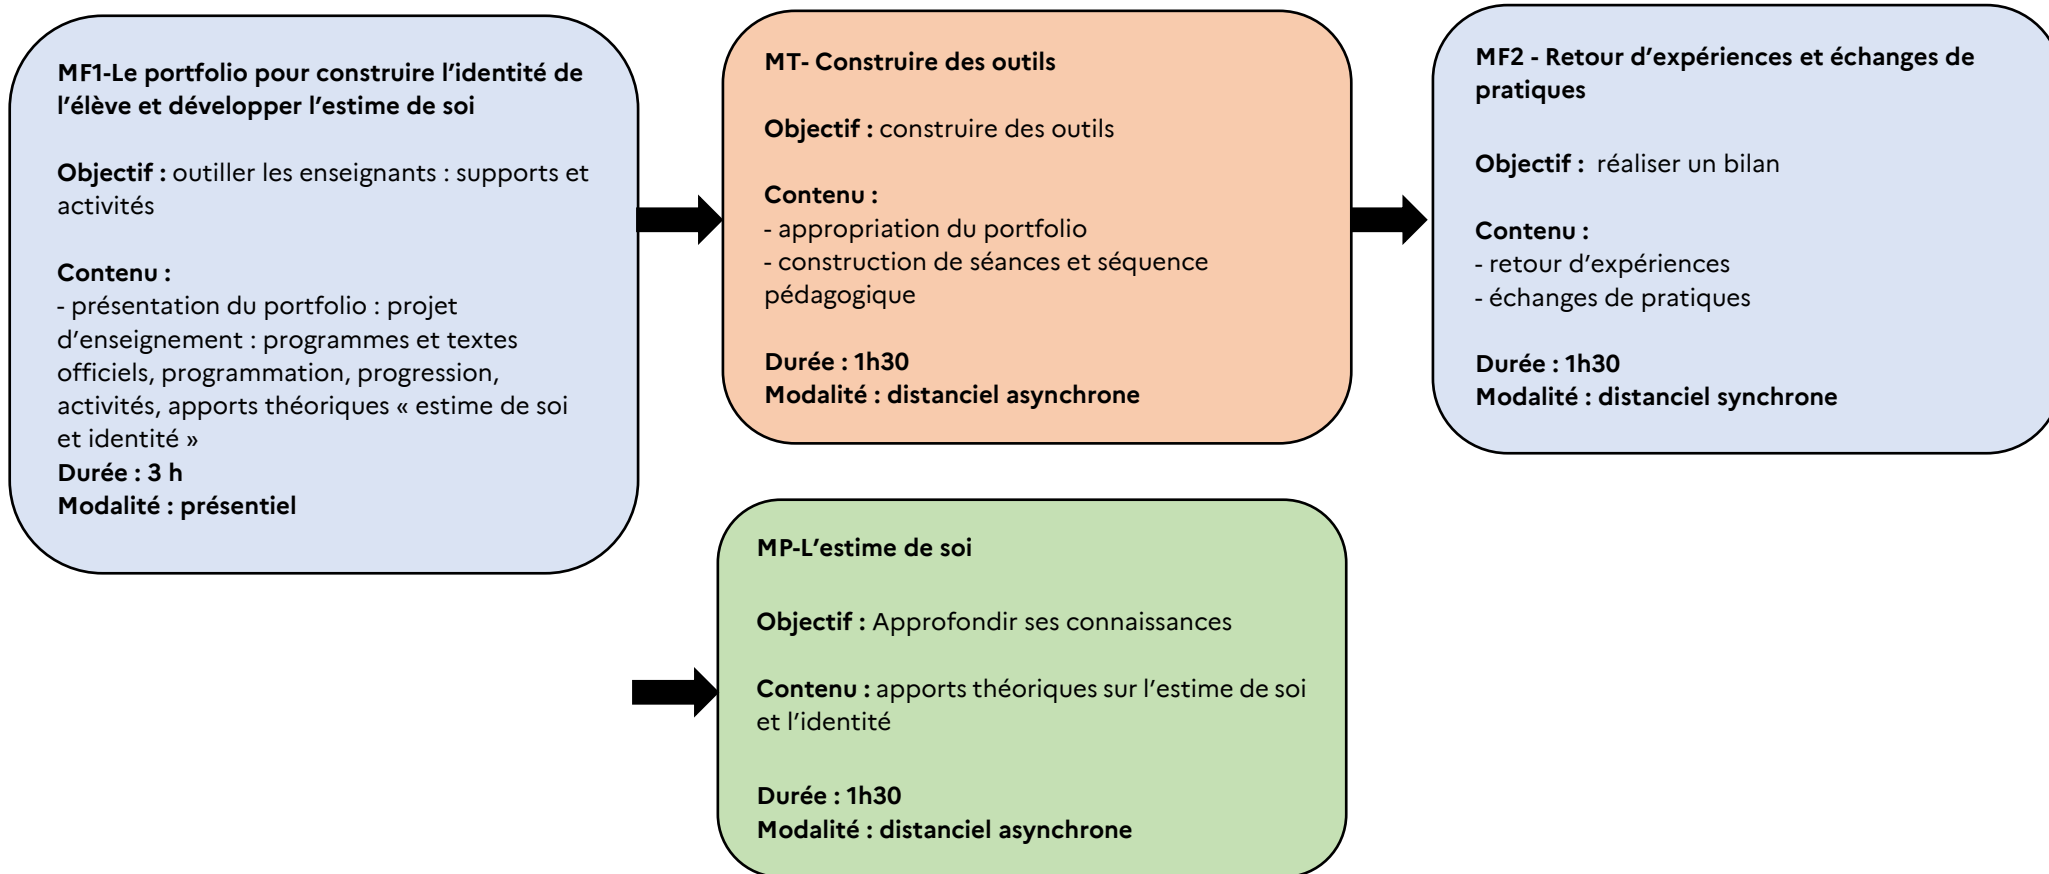 MF1-Le portfolio pour construire l’identité de
l’élève et développer l’estime de soi
Objectif : outiller les enseignants : supports et
activités
Contenu :
- présentation du portfolio : projet
d’enseignement : programmes et textes
officiels, programmation, progression,
activités, apports théoriques « estime de soi
et identité »
Durée : 3 h
Modalité : présentiel
MT- Construire des outils
Objectif : construire des outils
Contenu :
- appropriation du portfolio
- construction de séances et séquence
pédagogique
Durée : 1h30
Modalité : distanciel asynchrone
MF2 - Retour d’expériences et échanges de
pratiques
Objectif : réaliser un bilan
Contenu :
- retour d’expériences
- échanges de pratiques
Durée : 1h30
Modalité : distanciel synchrone
MP-L’estime de soi
Objectif : Approfondir ses connaissances
Contenu : apports théoriques sur l’estime de soi
et l’identité
Durée : 1h30
Modalité : distanciel asynchrone